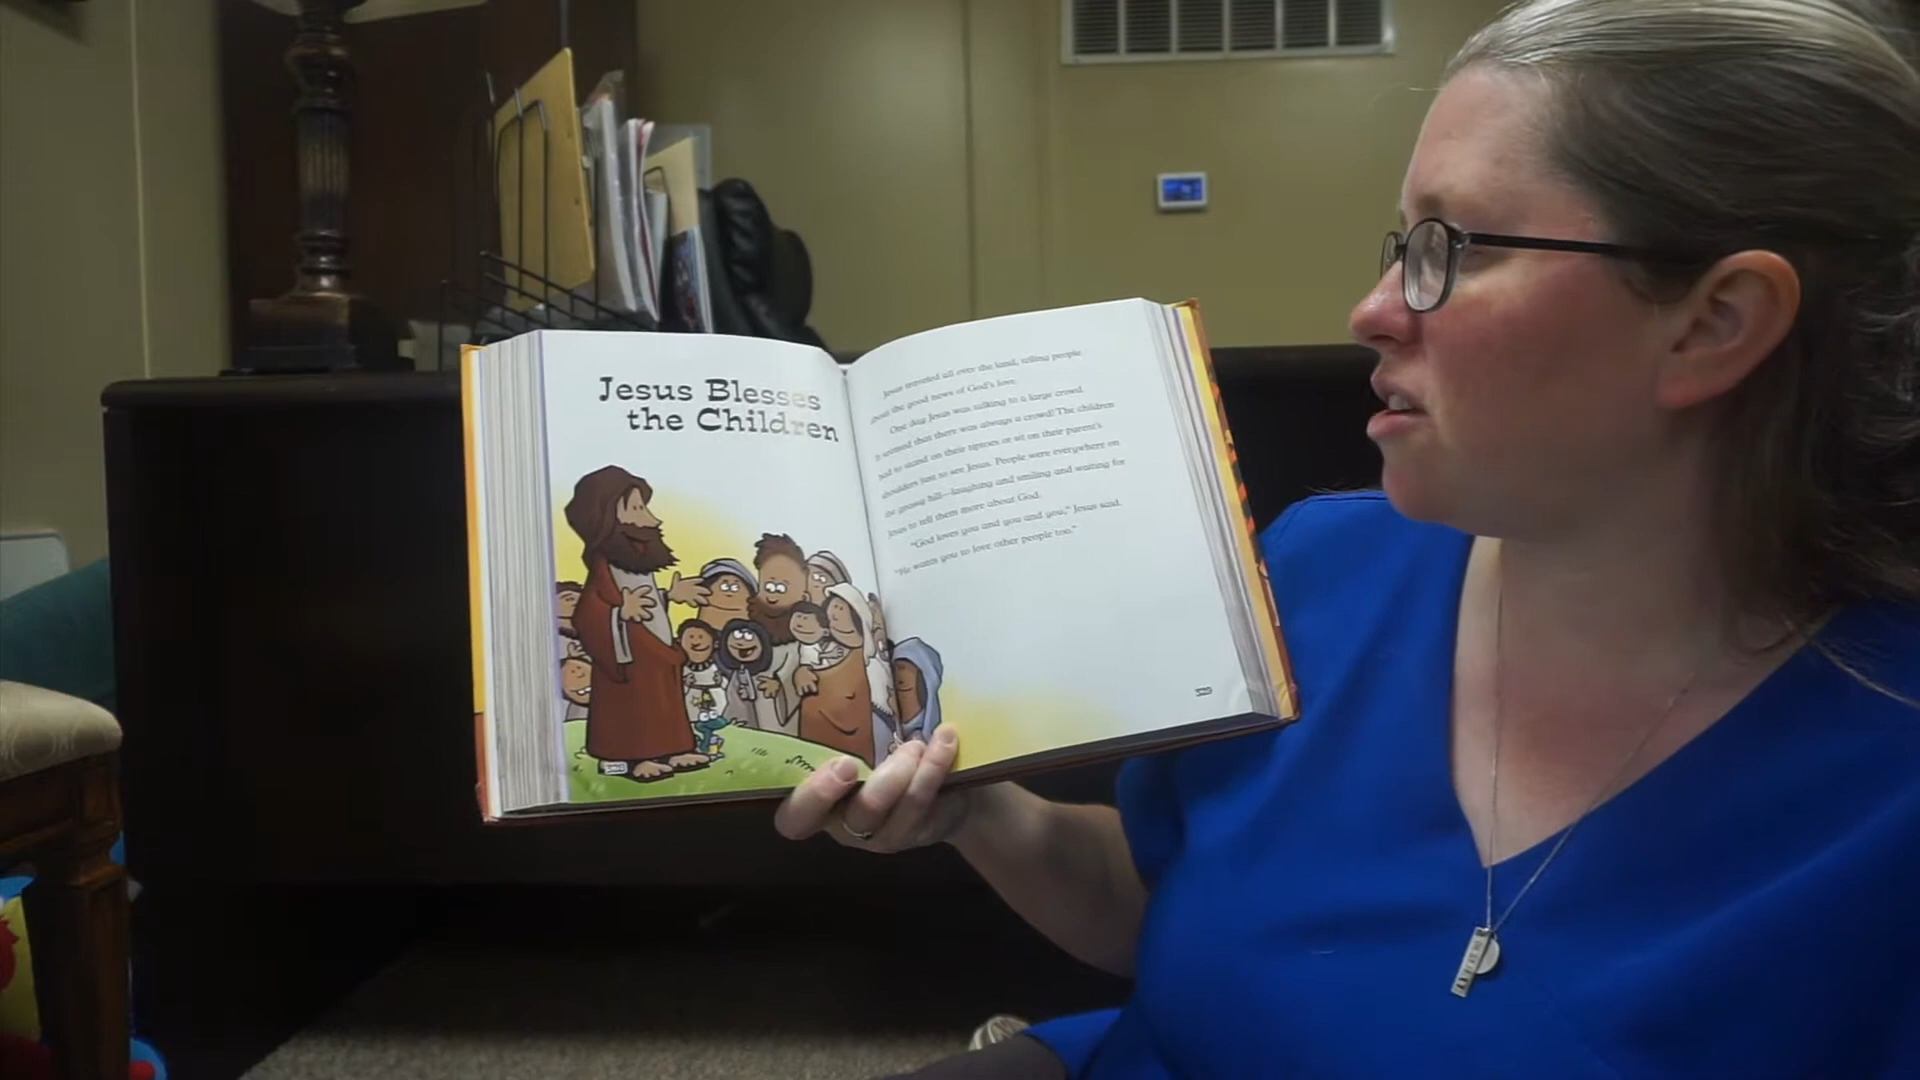 Jesus Blesses
the Children
Jesus traveled all over the land, telling people
about the good news of God's love.
One day Jesus was talking to a large crowd.
It seemed that there was always a crowd! The children
had to stand on their tiptoes or sit on their parent's
shoulders just to see Jesus. People were everywhere on
the grassy hill—laughing and smiling and waiting for
Jesus to tell them more about God.
"God loves you and you and you," Jesus said.
"He wants you to love other people too."